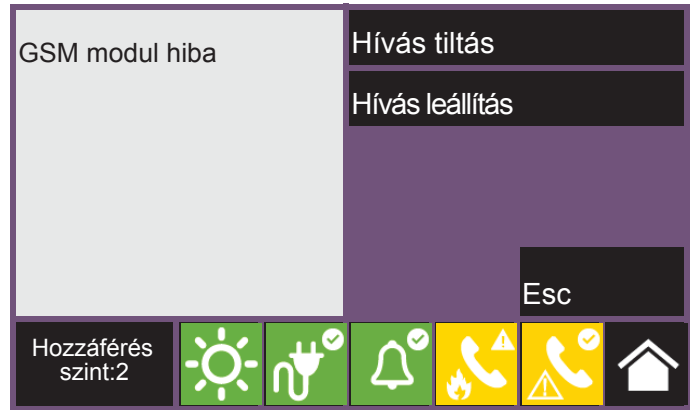 GSM modul hiba
Hívás tiltás
Hívás leállítás
Esc
Hozzáférés
szint:2